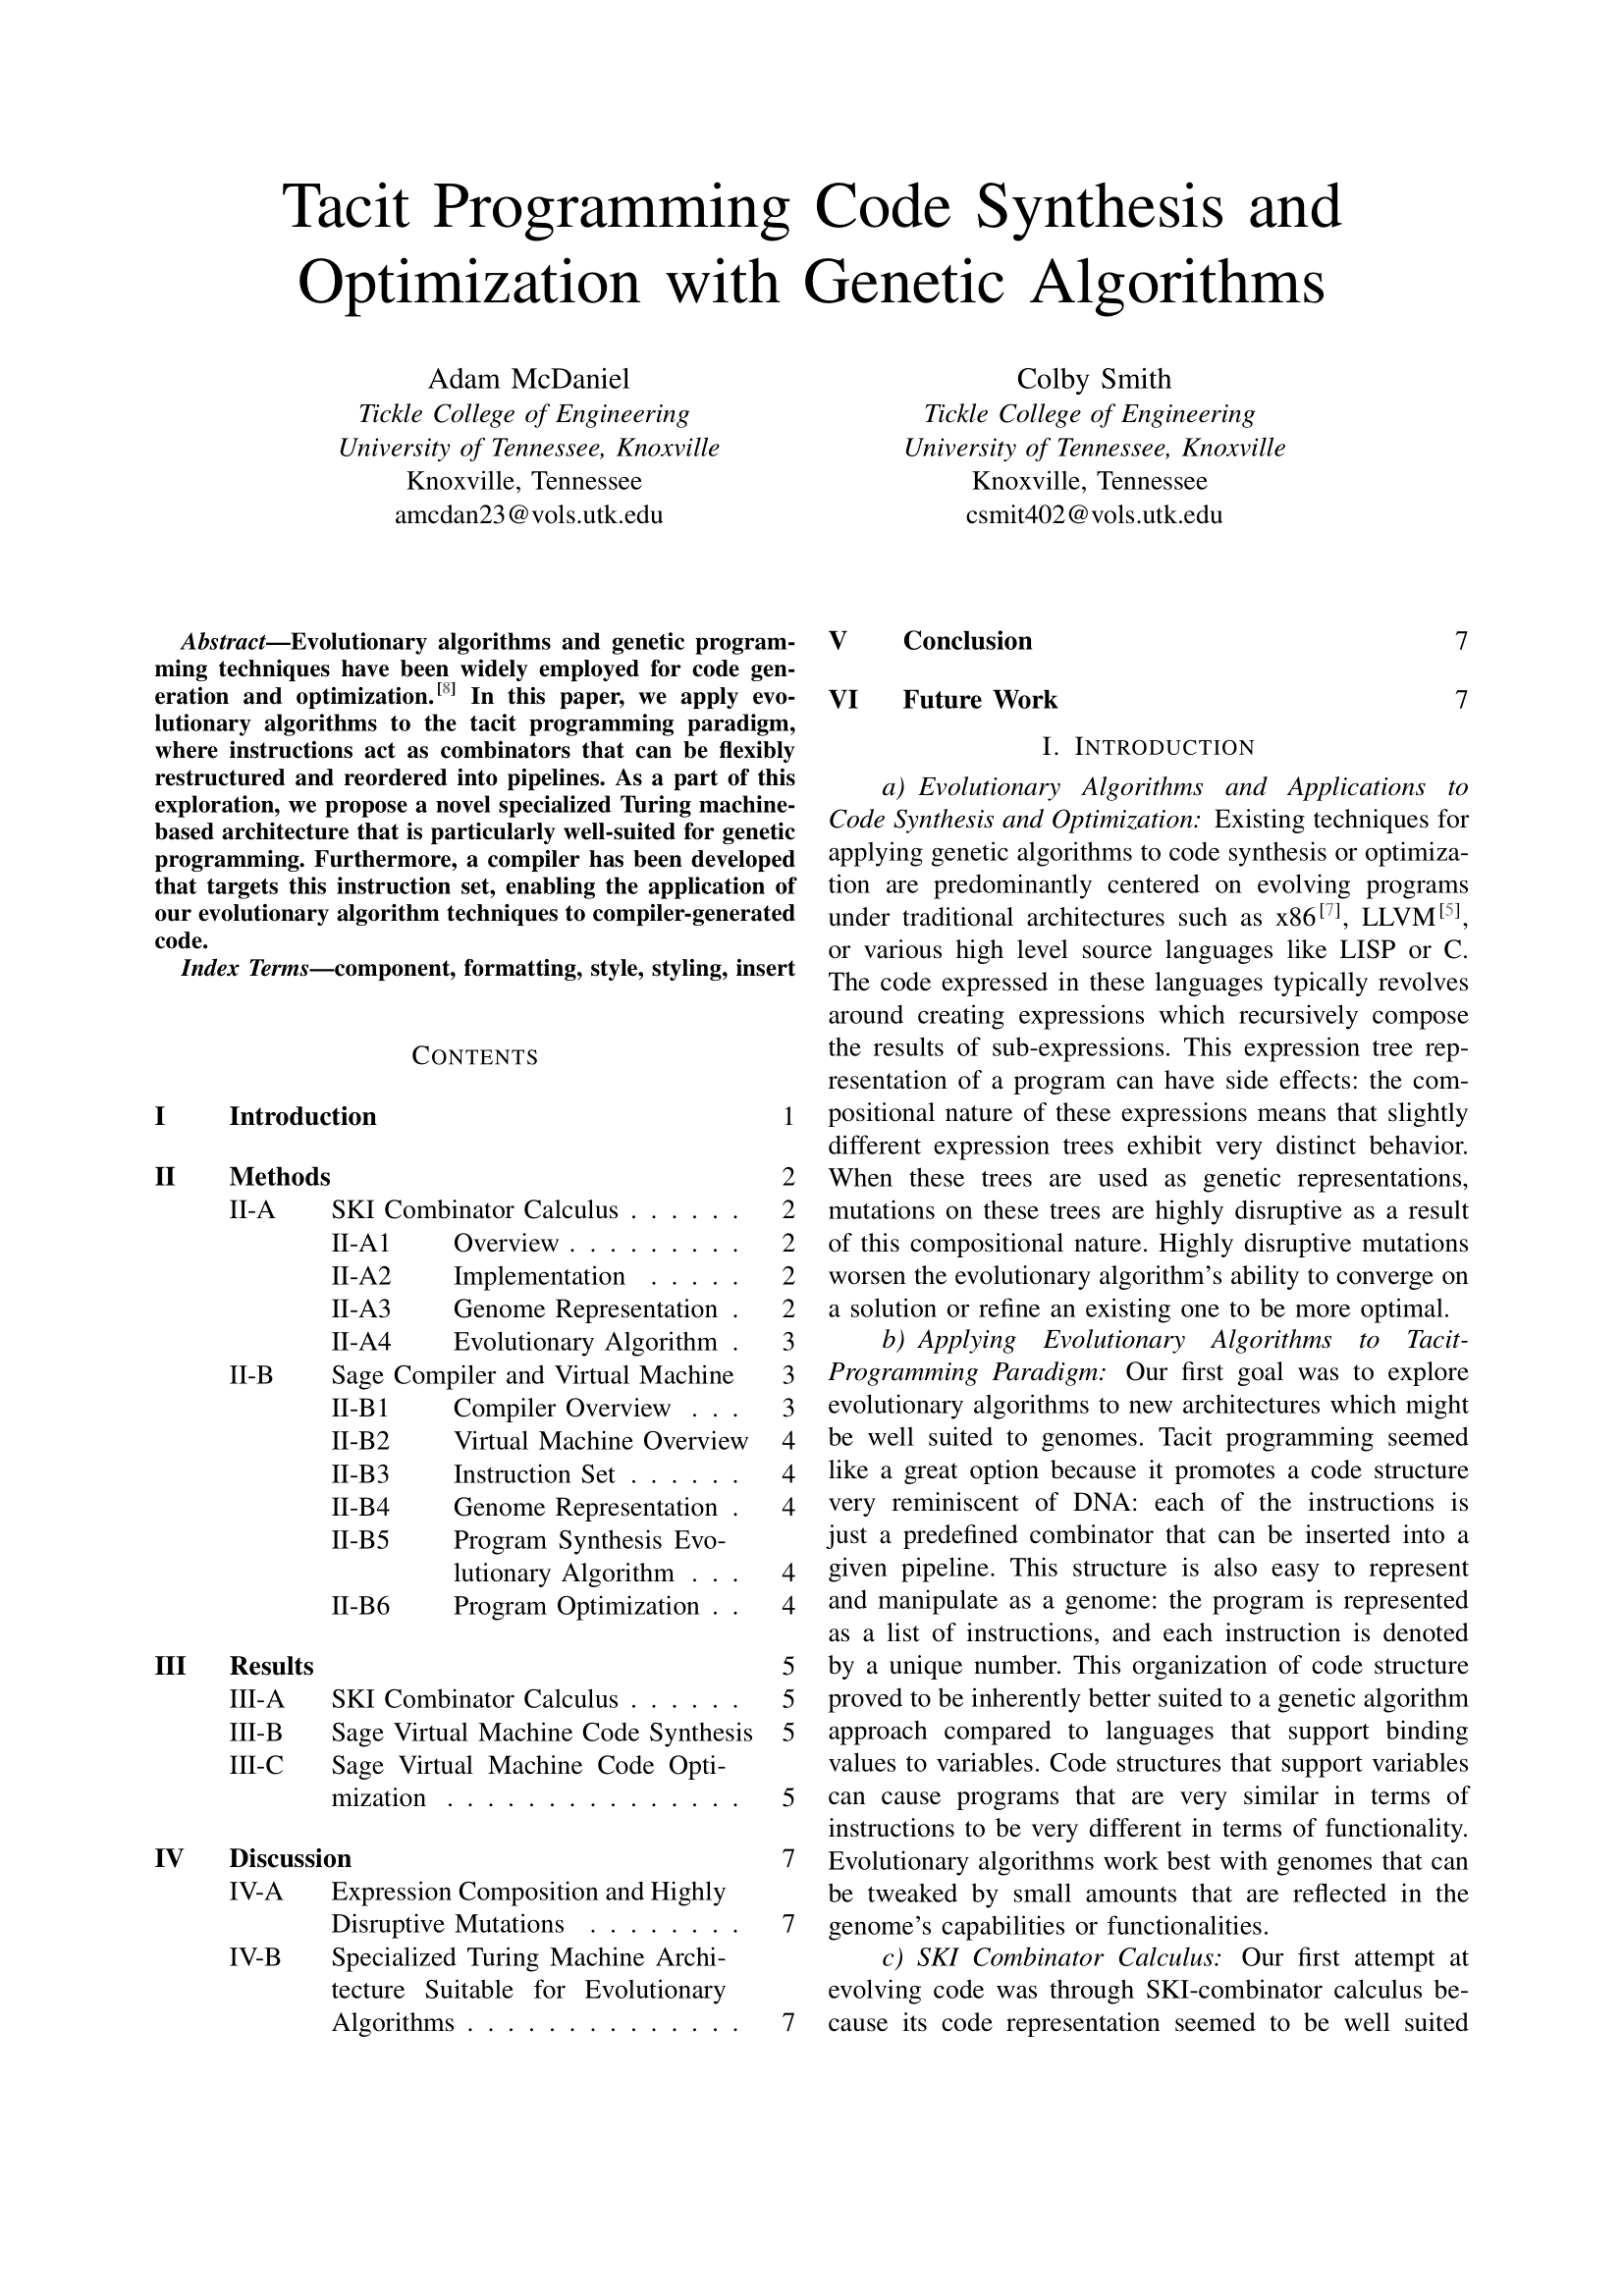 Tacit Programming Code Synthesis and
Optimization with Genetic Algorithms
Adam McDaniel
Tickle College of Engineering
University of Tennessee, Knoxville
Knoxville, Tennessee
amcdan23@vols.utk.edu
Colby Smith
Tickle College of Engineering
University of Tennessee, Knoxville
Knoxville, Tennessee
csmit402@vols.utk.edu
Abstract—Evolutionary algorithms and genetic program-
ming techniques have been widely employed for code gen-
eration and optimization.[8] In this paper, we apply evo-
lutionary algorithms to the tacit programming paradigm,
where instructions act as combinators that can be flexibly
restructured and reordered into pipelines. As a part of this
exploration, we propose a novel specialized Turing machine-
based architecture that is particularly well-suited for genetic
programming. Furthermore, a compiler has been developed
that targets this instruction set, enabling the application of
our evolutionary algorithm techniques to compiler-generated
code.
Index Terms—component, formatting, style, styling, insert
CONTENTS
I Introduction 1
II Methods 2
II-A SKI Combinator Calculus . . . . . . 2
II-A1 Overview . . . . . . . . . 2
II-A2 Implementation . . . . . 2
II-A3 Genome Representation . 2
II-A4 Evolutionary Algorithm . 3
II-B Sage Compiler and Virtual Machine 3
II-B1 Compiler Overview . . . 3
II-B2 Virtual Machine Overview 4
II-B3 Instruction Set . . . . . . 4
II-B4 Genome Representation . 4
II-B5 Program Synthesis Evo-
lutionary Algorithm . . . 4
II-B6 Program Optimization . . 4
III Results 5
III-A SKI Combinator Calculus . . . . . . 5
III-B Sage Virtual Machine Code Synthesis 5
III-C Sage Virtual Machine Code Opti-
mization . . . . . . . . . . . . . . . 5
IV Discussion 7
IV-A Expression Composition and Highly
Disruptive Mutations . . . . . . . . 7
IV-B Specialized Turing Machine Archi-
tecture Suitable for Evolutionary
Algorithms . . . . . . . . . . . . . . 7
V Conclusion 7
VI Future Work 7
I. INTRODUCTION
a) Evolutionary Algorithms and Applications to
Code Synthesis and Optimization: Existing techniques for
applying genetic algorithms to code synthesis or optimiza-
tion are predominantly centered on evolving programs
under traditional architectures such as x86[7], LLVM[5],
or various high level source languages like LISP or C.
The code expressed in these languages typically revolves
around creating expressions which recursively compose
the results of sub-expressions. This expression tree rep-
resentation of a program can have side effects: the com-
positional nature of these expressions means that slightly
different expression trees exhibit very distinct behavior.
When these trees are used as genetic representations,
mutations on these trees are highly disruptive as a result
of this compositional nature. Highly disruptive mutations
worsen the evolutionary algorithm's ability to converge on
a solution or refine an existing one to be more optimal.
b) Applying Evolutionary Algorithms to Tacit-
Programming Paradigm: Our first goal was to explore
evolutionary algorithms to new architectures which might
be well suited to genomes. Tacit programming seemed
like a great option because it promotes a code structure
very reminiscent of DNA: each of the instructions is
just a predefined combinator that can be inserted into a
given pipeline. This structure is also easy to represent
and manipulate as a genome: the program is represented
as a list of instructions, and each instruction is denoted
by a unique number. This organization of code structure
proved to be inherently better suited to a genetic algorithm
approach compared to languages that support binding
values to variables. Code structures that support variables
can cause programs that are very similar in terms of
instructions to be very different in terms of functionality.
Evolutionary algorithms work best with genomes that can
be tweaked by small amounts that are reflected in the
genome's capabilities or functionalities.
c) SKI Combinator Calculus: Our first attempt at
evolving code was through SKI-combinator calculus be-
cause its code representation seemed to be well suited